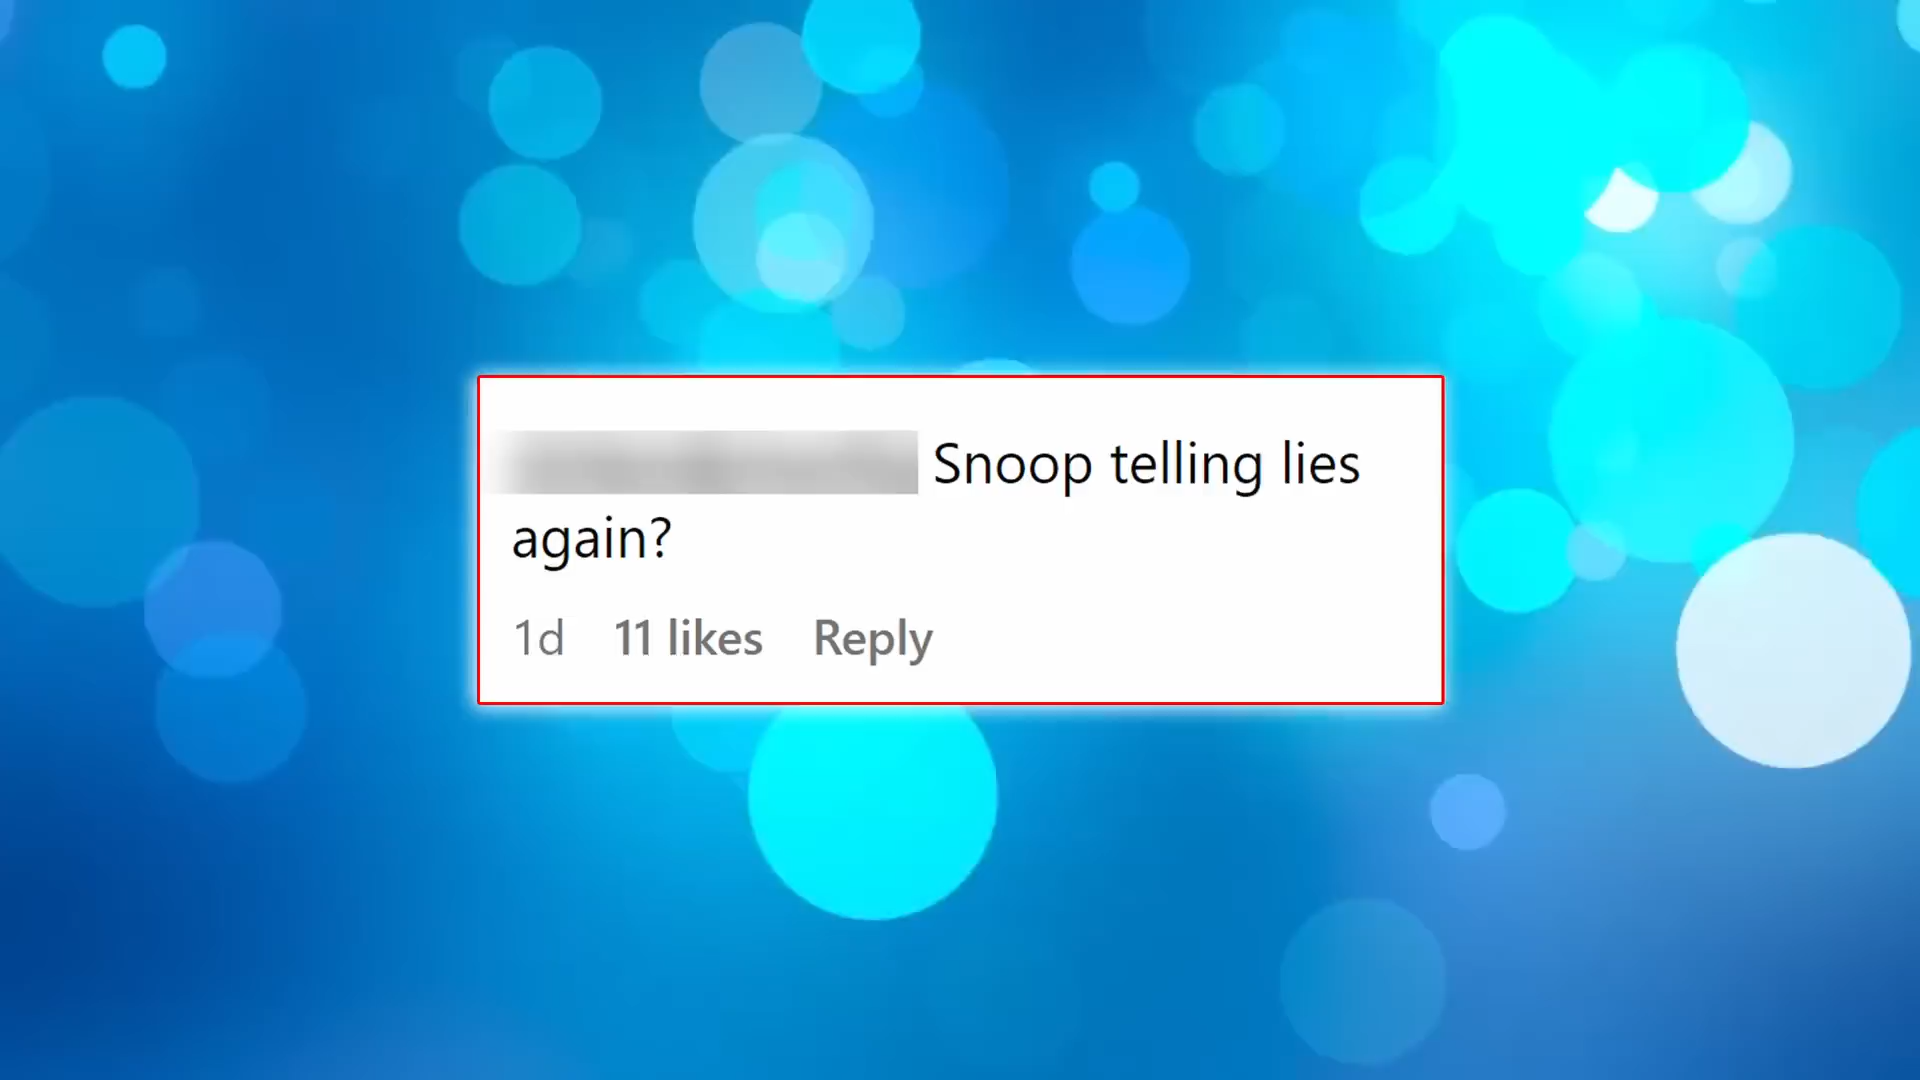 Snoop telling lies
again?
1d 11 likes Reply